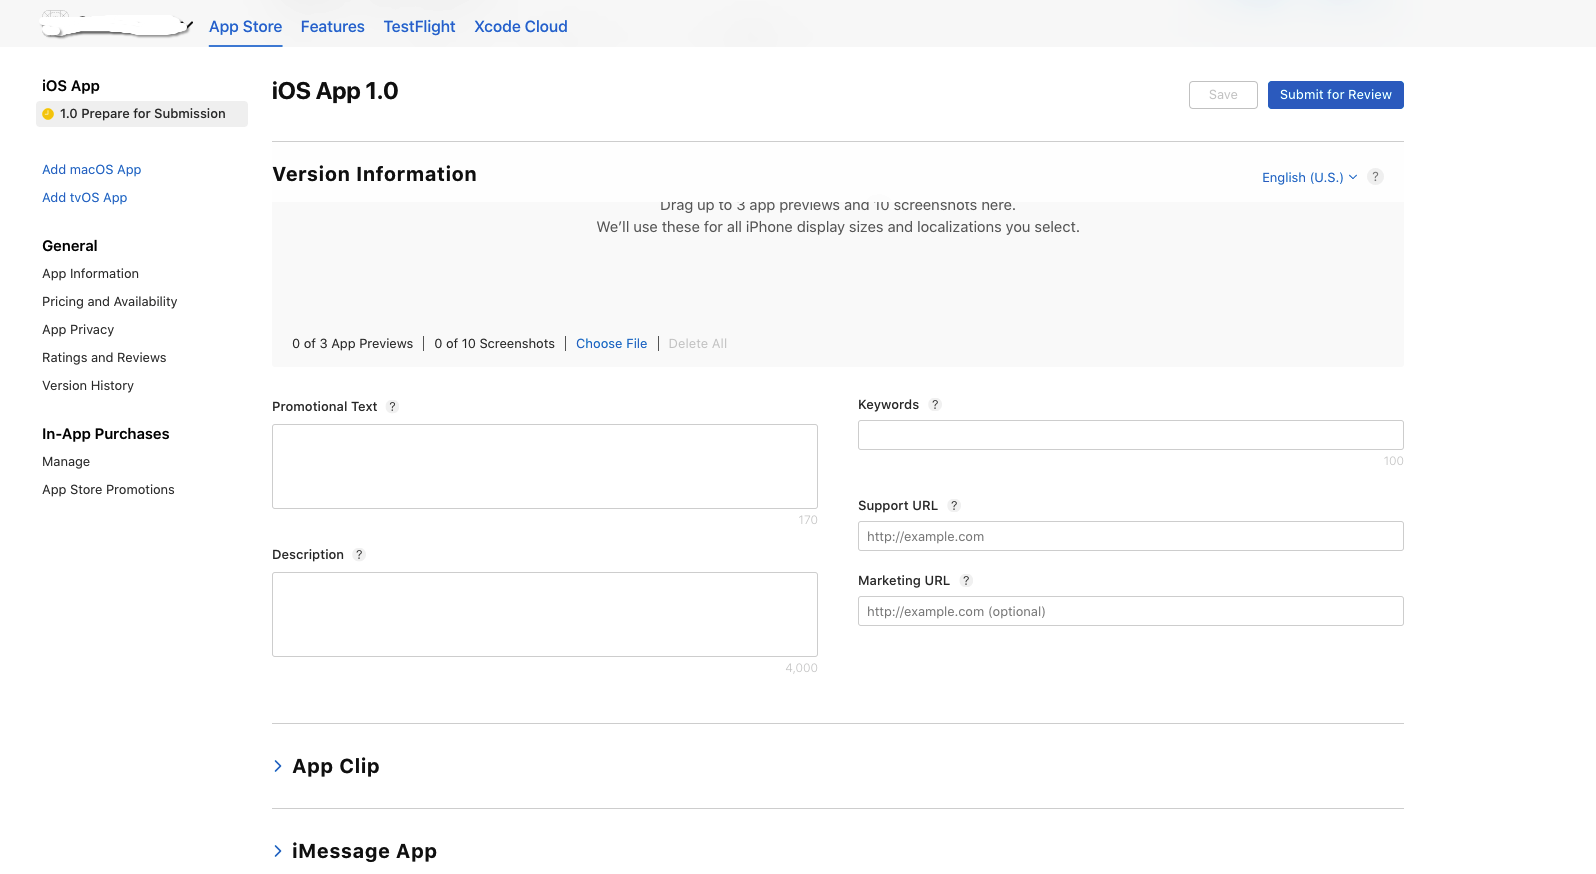 App Store Features TestFlight Xcode Cloud
iOS App
1.0 Prepare for Submission
Add macOS App
Add tvOS App
General
App Information
Pricing and Availability
App Privacy
Ratings and Reviews
Version History
In-App Purchases
Manage
App Store Promotions
iOS App 1.0
Save
Submit for Review
Version Information
English (U.S.) ?
Drag up to 3 app previews and 10 screenshots here.
We'll use these for all iPhone display sizes and localizations you select.
0 of 3 App Previews | 0 of 10 Screenshots | Choose File | Delete All
Promotional Text ?
170
Description ?
4,000
Keywords ?
100
Support URL ?
http://example.com
Marketing URL ?
http://example.com (optional)
App Clip
iMessage App